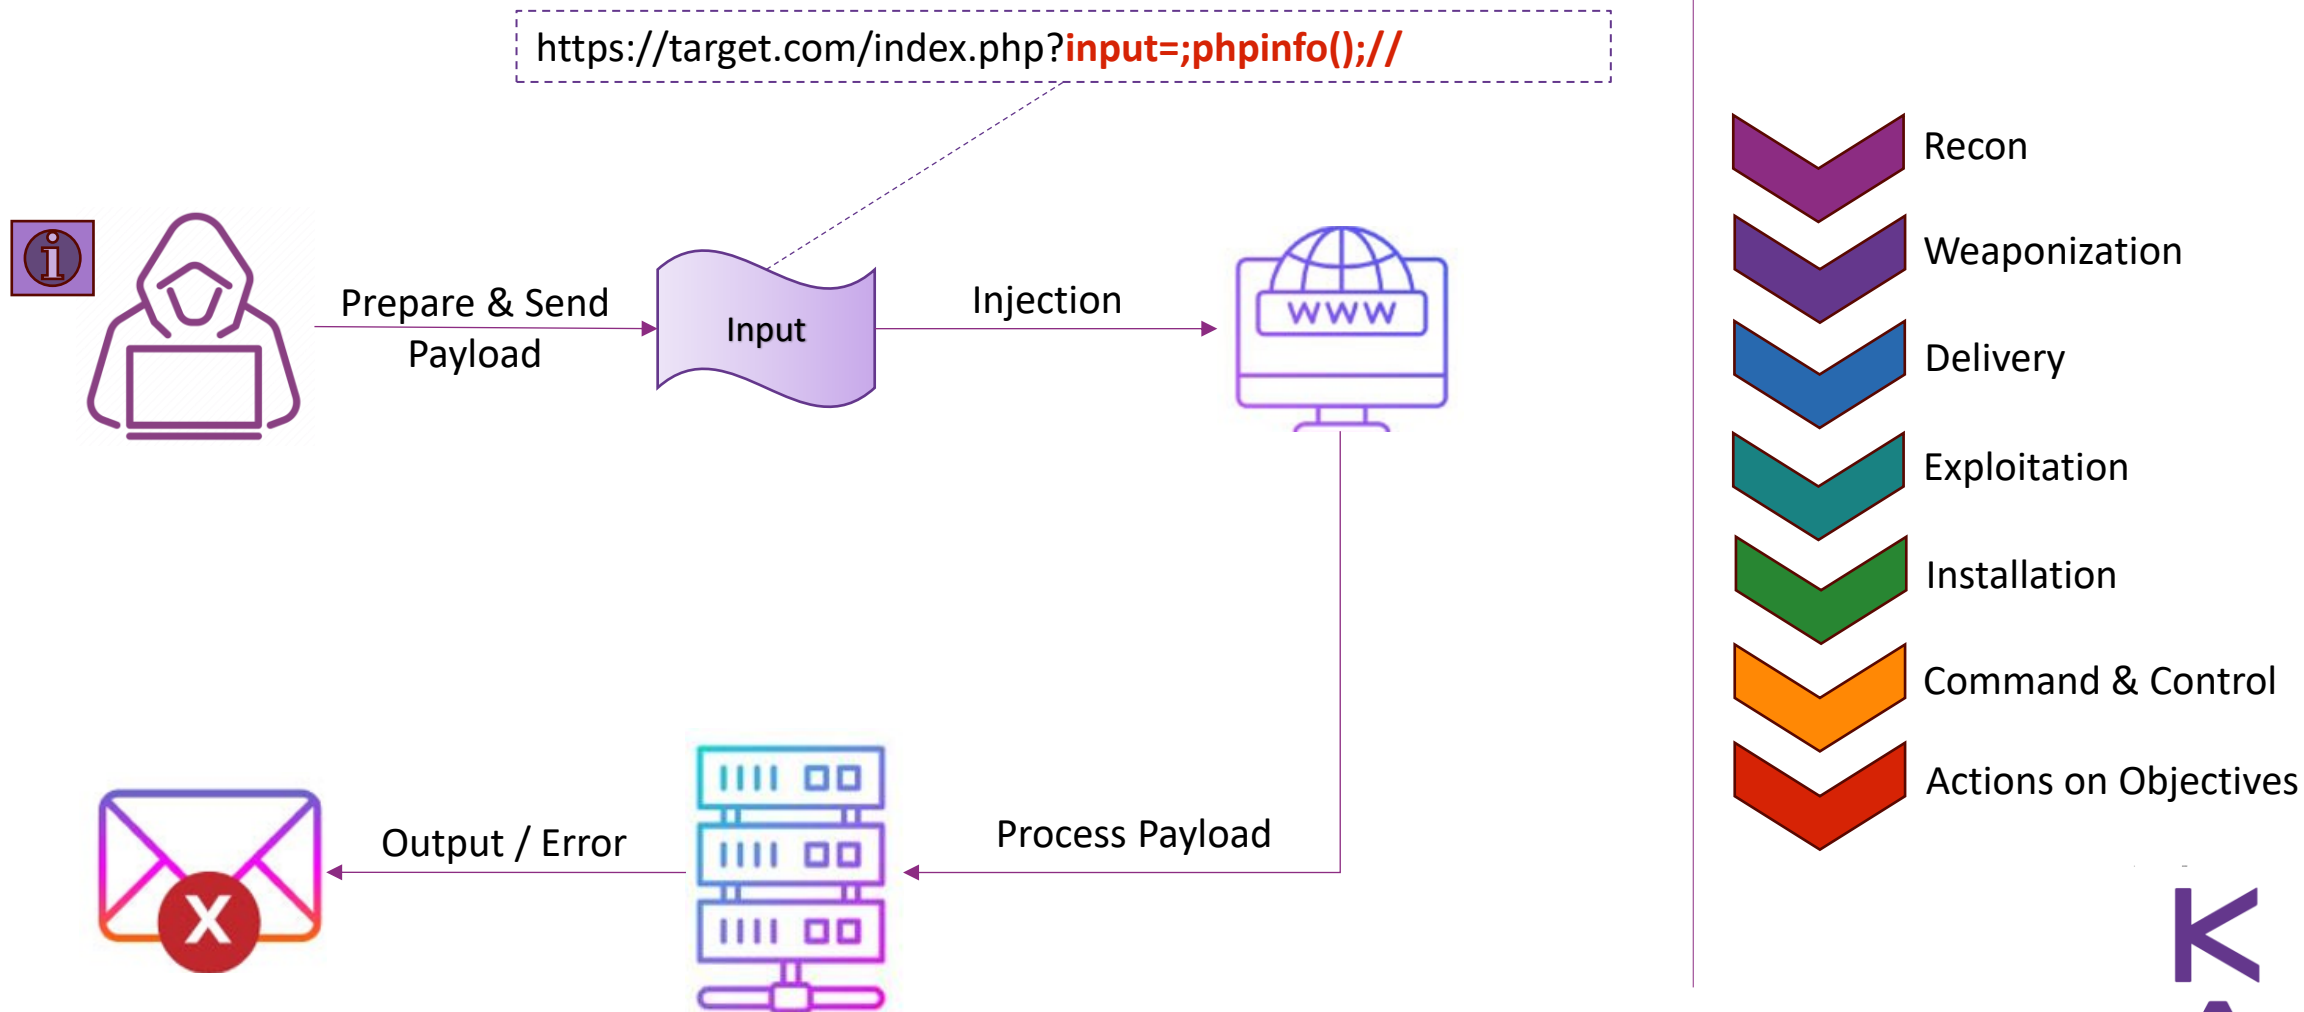 https://target.com/index.php?input=;phpinfo();//
Prepare & Send
Payload
Input
Injection
WWW
Process Payload
Output / Error
X
Recon
Weaponization
Delivery
Exploitation
Installation
Command & Control
Actions on Objectives
K